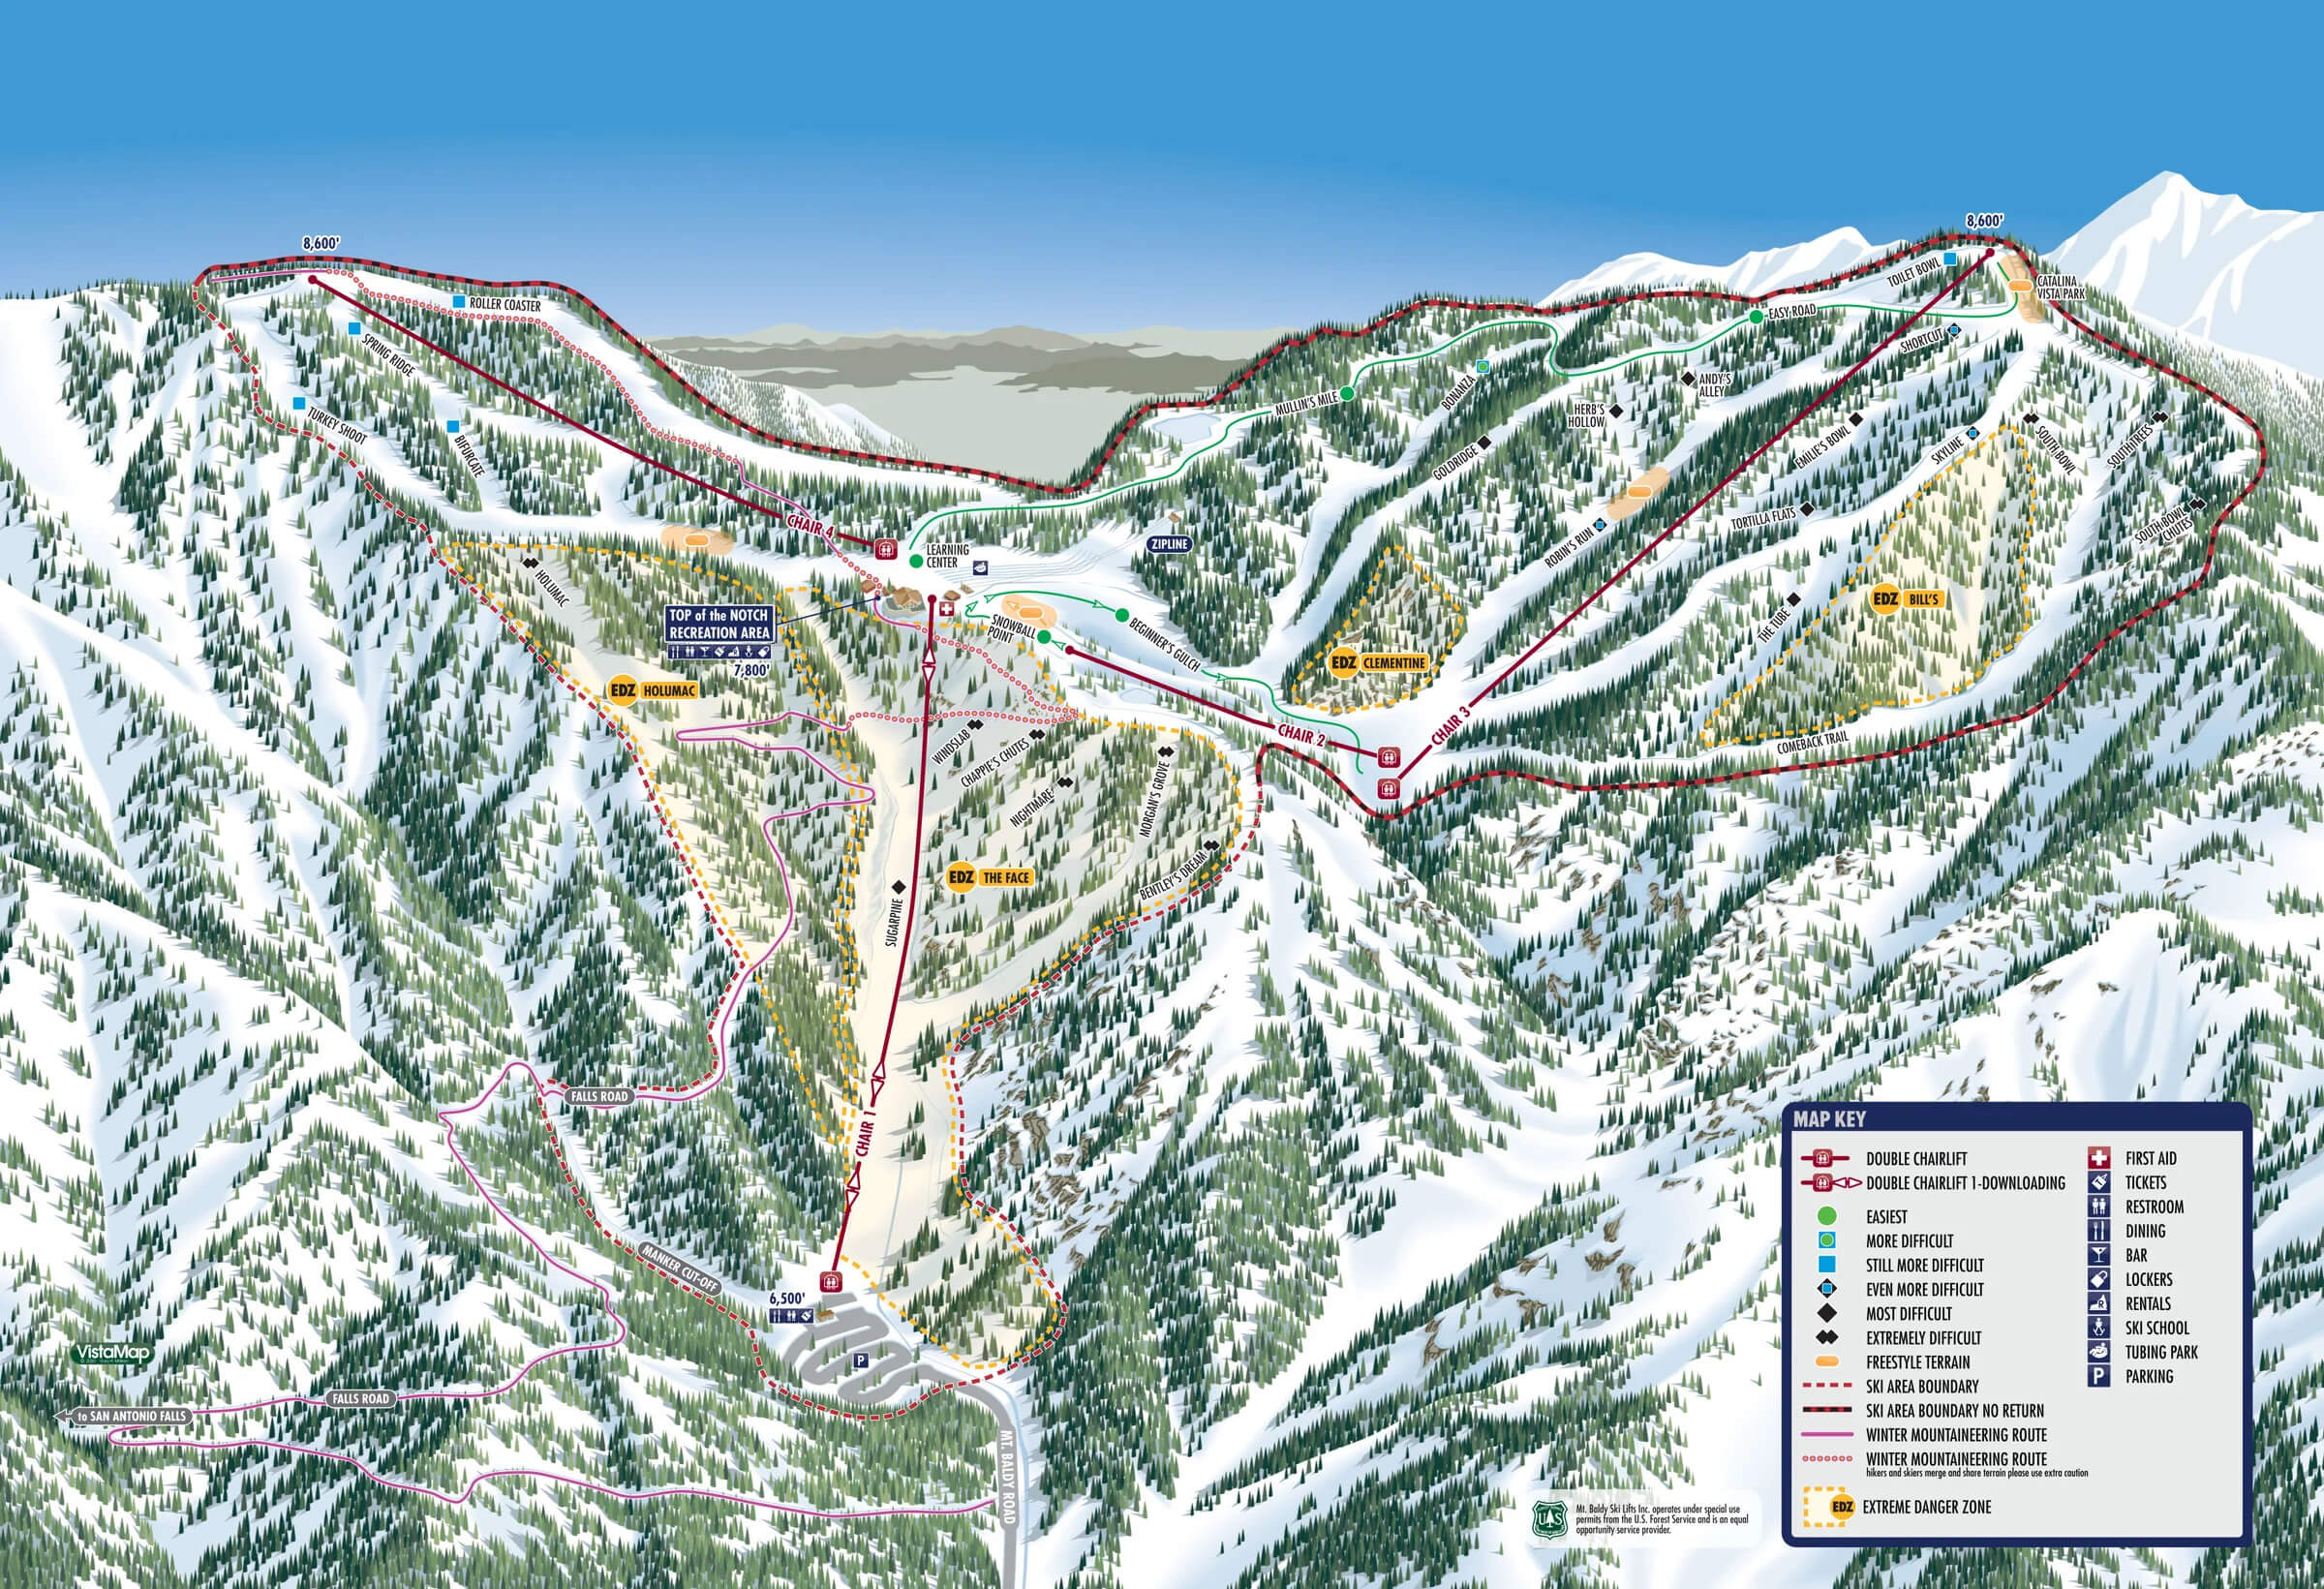 8,600'
8,600'
ROLLER COASTER
SPRING RIDGE
TURKEY SHOOT
BIFURCATE
CHAIR 4
TOILET BOWL
CATALINA
VISTA PARK
EASY ROAD
SHORTCUT
MULLIN'S MILE
BONANZA
ANDY'S
ALLEY
HERB'S
HOLLOW
GOLDRIDGE
EMILIE'S BOWL
SKYLINE
SOUTH BOWL
SOUTH TREES
SOUTH BOWL
CHUTES
TORTILLA FLATS
ROBIN'S RUN
THE TUBE
EDZ BILL'S
LEARNING
CENTER
ZIPLINE
HOLUMAC
TOP of the NOTCH
RECREATION AREA
7,800'
SNOWBALL
POINT
BEGINNER'S GULCH
EDZ CLEMENTINE
EDZ HOLUMAC
CHAIR 2
CHAIR 3
COMEBACK TRAIL
WINDSLAB
CHAPPIE'S CHUTES
NIGHTMARE
MORGAN'S GROVE
BENTLEY'S DREAM
EDZ THE FACE
SUGARPINE
CHAIR 1
FALLS ROAD
MANKER CUT-OFF
6,500'
P
FALLS ROAD
to SAN ANTONIO FALLS
MT. BALDY ROAD
VistaMap
MAP KEY
DOUBLE CHAIRLIFT
DOUBLE CHAIRLIFT 1-DOWNLOADING
EASIEST
MORE DIFFICULT
STILL MORE DIFFICULT
EVEN MORE DIFFICULT
MOST DIFFICULT
EXTREMELY DIFFICULT
FREESTYLE TERRAIN
SKI AREA BOUNDARY
SKI AREA BOUNDARY NO RETURN
WINTER MOUNTAINEERING ROUTE
WINTER MOUNTAINEERING ROUTE
hikers and skiers merge and share terrain please use extra caution
EDZ EXTREME DANGER ZONE
FIRST AID
TICKETS
RESTROOM
DINING
BAR
LOCKERS
RENTALS
SKI SCHOOL
TUBING PARK
P PARKING
UAS
Mt. Baldy Ski Lifts Inc. operates under special use
permits from the U.S. Forest Service and is an equal
opportunity service provider.